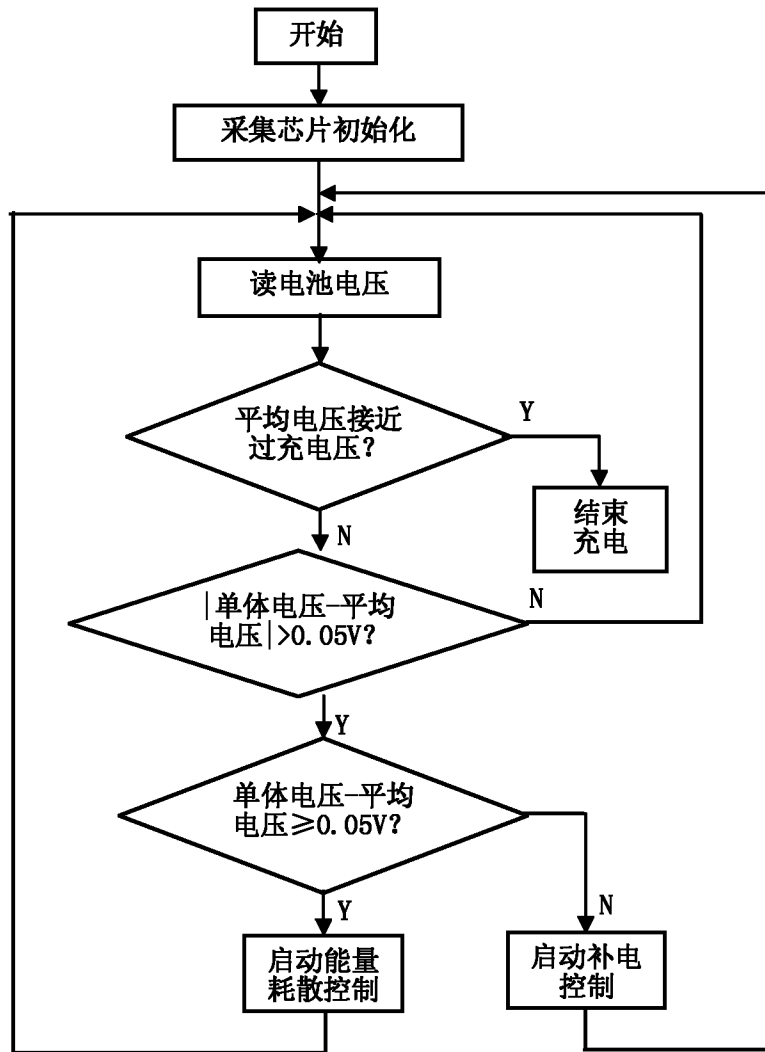 开始
采集芯片初始化
读电池电压
平均电压接近
过充电压?
Y
结束
充电
N
|单体电压-平均
电压|>0.05V?
N
Y
单体电压-平均
电压≥0.05V?
Y
N
启动能量
耗散控制
启动补电
控制